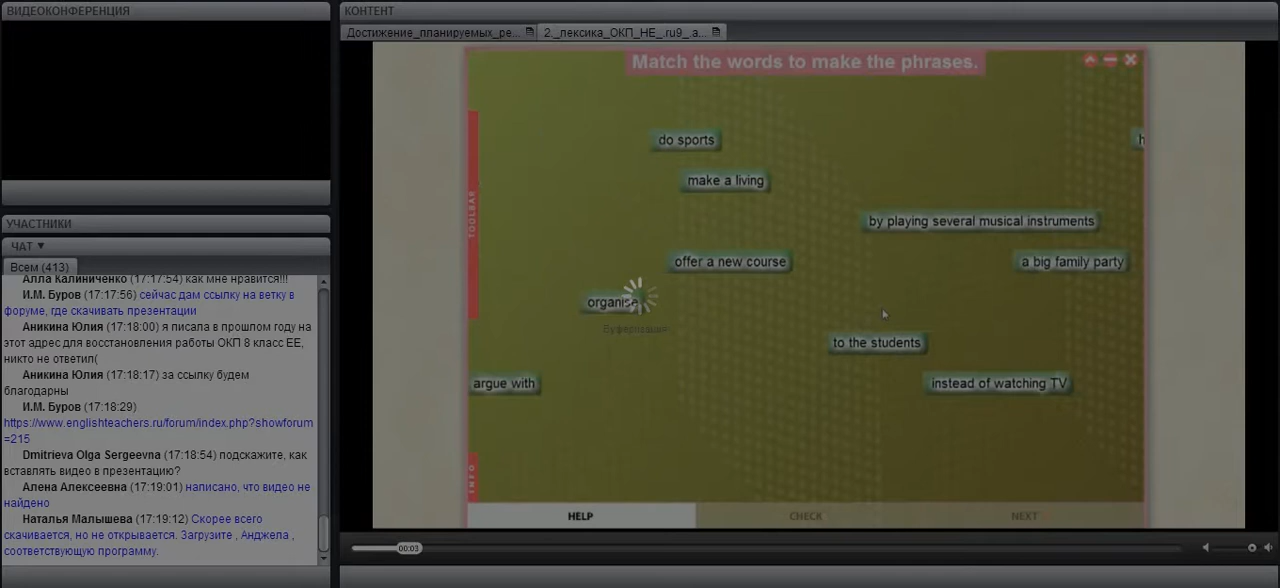 ВИДЕОКОНФЕРЕНЦИЯ
УЧАСТНИКИ
ЧАТ ▼
Всем (413)
Алла Калиниченко (17:17:54) как мне нравится!!!
И.М. Буров (17:17:56) сейчас дам ссылку на ветку в
форуме, где скачивать презентации
Аникина Юлия (17:18:00) я писала в прошлом году на
этот адрес для восстановления работы ОКП 8 класс ЕЕ,
никто не ответил(
Аникина Юлия (17:18:17) за ссылку будем
благодарны
И.М. Буров (17:18:29)
https://www.englishteachers.ru/forum/index.php?showforum
=215
Dmitrieva Olga Sergeevna (17:18:54) подскажите, как
вставлять видео в презентацию?
Алена Алексеевна (17:19:01) написано, что видео не
найдено
Наталья Малышева (17:19:12) Скорее всего
скачивается, но не открывается. Загрузите , Анджела ,
соответствующую программу.
КОНТЕНТ
Достижение_планируемых_ре...
2._лексика_ОКП_НЕ_.ru9_.a...
Match the words to make the phrases.
do sports
h
make a living
TOOLBAR
by playing several musical instruments
offer a new course
a big family party
organise
Буферизация
to the students
argue with
instead of watching TV
INFO
HELP
CHECK
NEXT
00:03